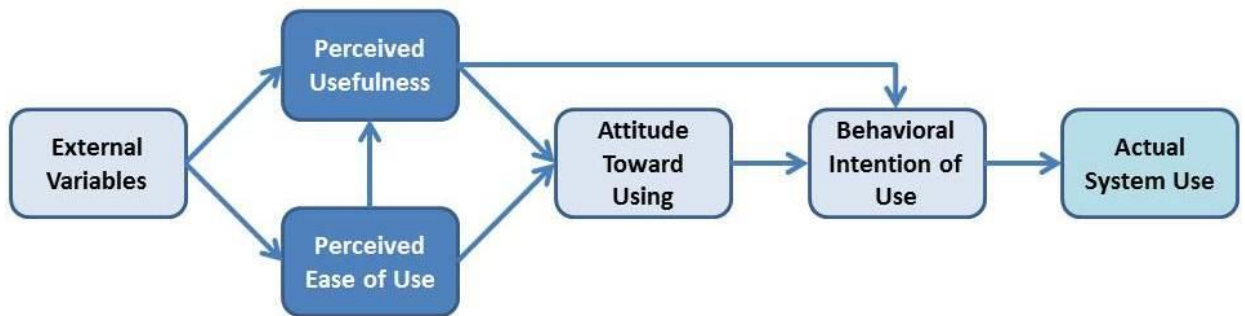 External
Variables
Perceived
Usefulness
Perceived
Ease of Use
Attitude
Toward
Using
Behavioral
Intention of
Use
Actual
System Use